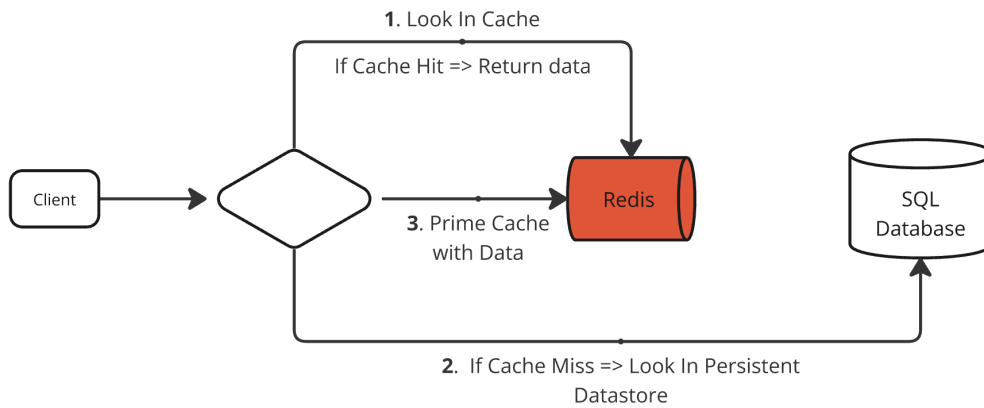 1. Look In Cache
If Cache Hit => Return data
Client
Redis
SQL
Database
3. Prime Cache
with Data
2.  If Cache Miss => Look In Persistent
Datastore